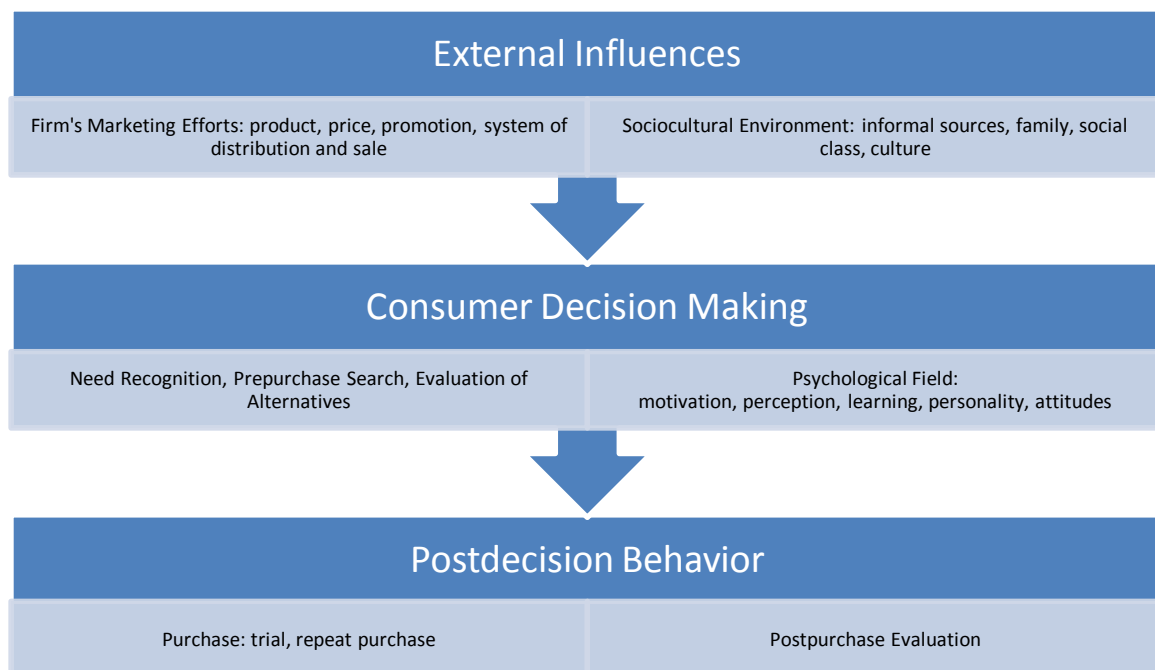 External Influences
Firm's Marketing Efforts: product, price, promotion, system of
distribution and sale
Sociocultural Environment: informal sources, family, social
class, culture
Consumer Decision Making
Need Recognition, Prepurchase Search, Evaluation of
Alternatives
Psychological Field:
motivation, perception, learning, personality, attitudes
Postdecision Behavior
Purchase: trial, repeat purchase
Postpurchase Evaluation